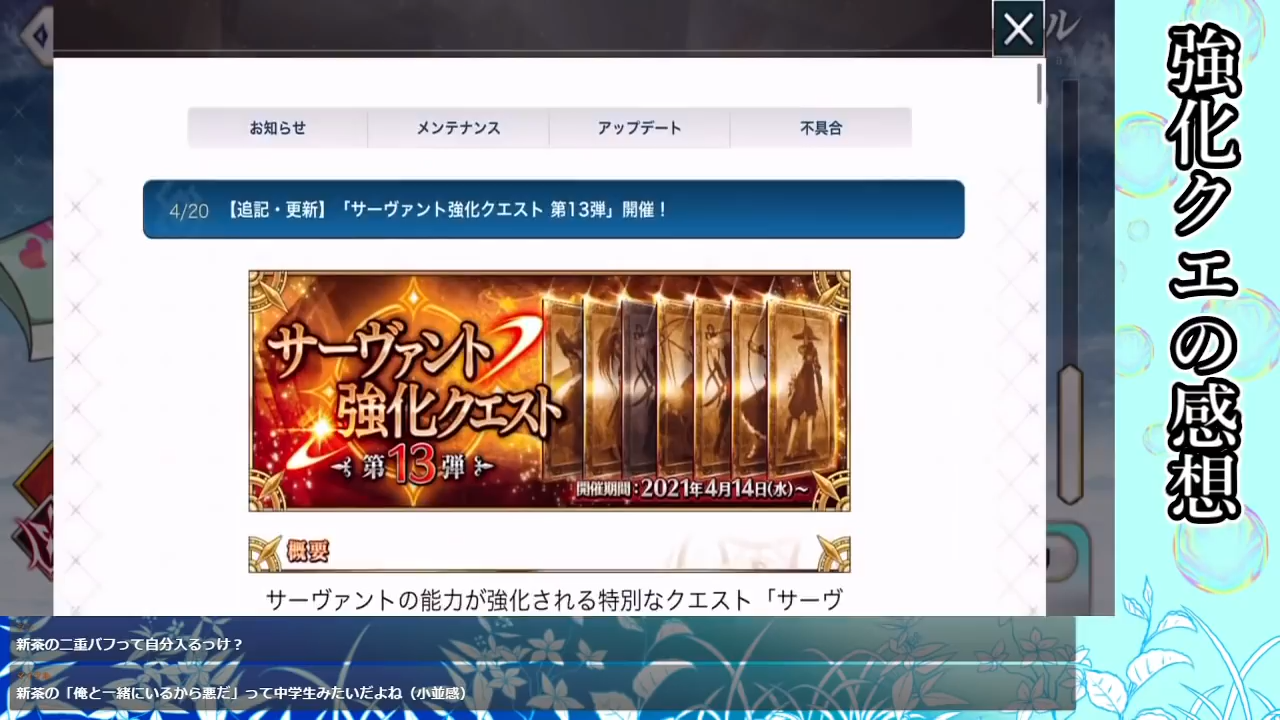 ル
お知らせ
メンテナンス
アップデート
不具合
4/20 【追記・更新】「サーヴァント強化クエスト 第13弾」開催！
サーヴァント
強化クエスト
第13弾
開催期間：2021年4月14日(水)～
概要
サーヴァントの能力が強化される特別なクエスト「サーヴ
強化クエの感想
新茶の二重バフって自分入るっけ？
新茶の「俺と一緒にいるから悪だ」って中学生みたいだよね（小並感）